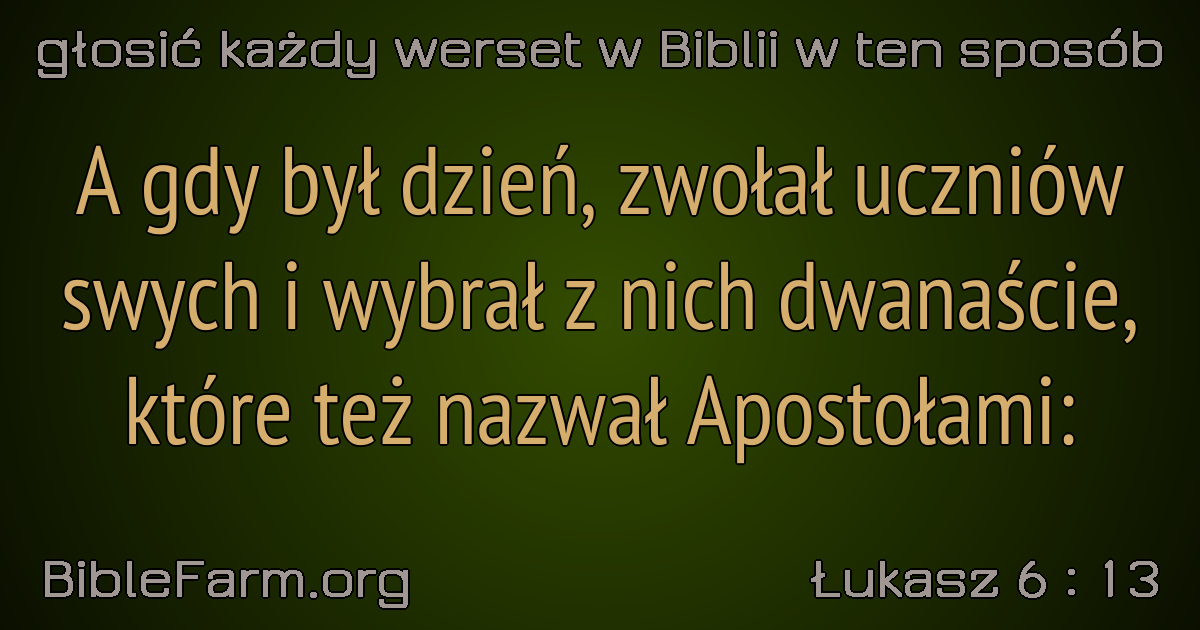 głosić każdy werset w Biblii w ten sposób
A gdy był dzień, zwołał uczniów
swych i wybrał z nich dwanaście,
które też nazwał Apostołami:
BibleFarm.org
Łukasz 6 : 13